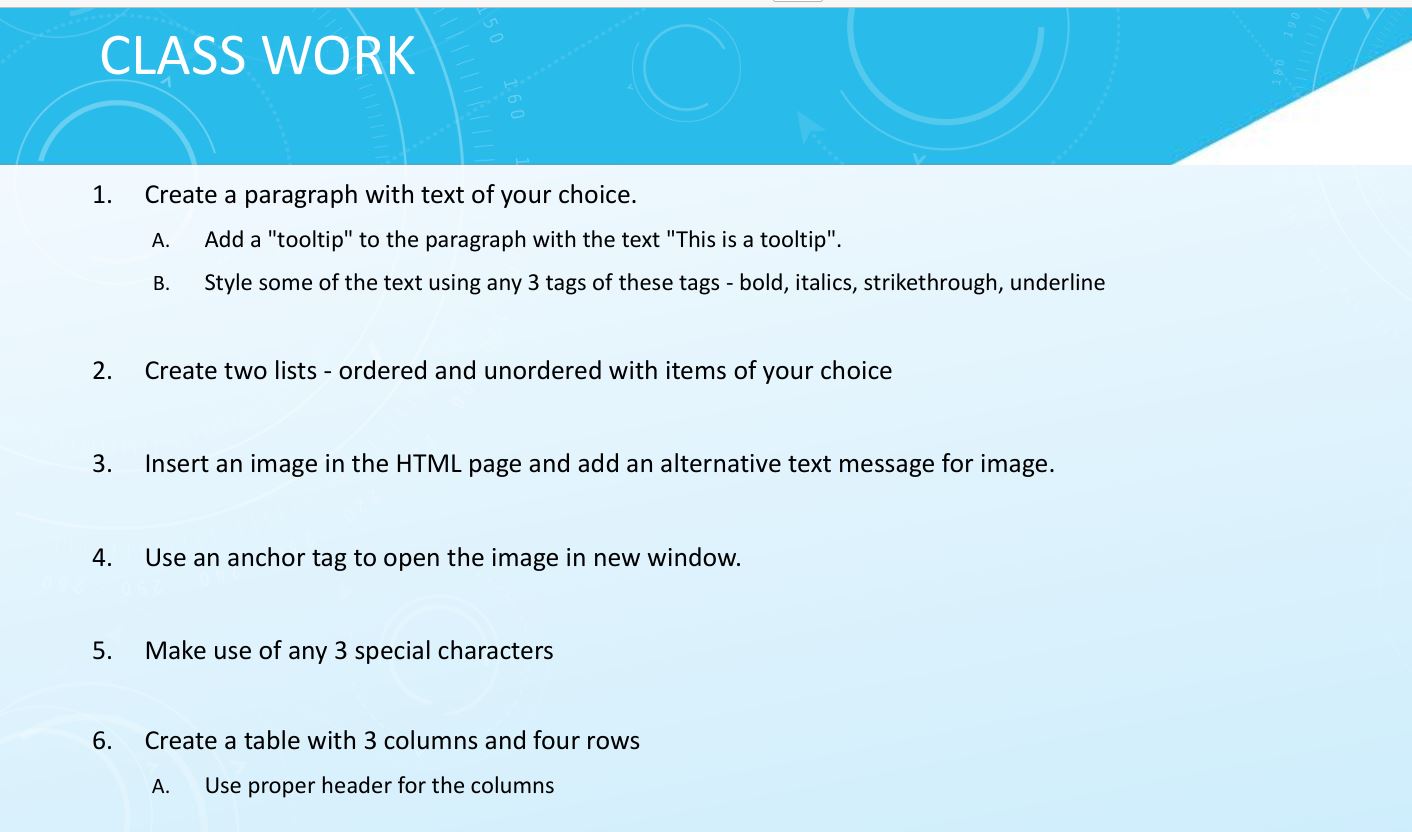 CLASS WORK
1. Create a paragraph with text of your choice.
A. Add a "tooltip" to the paragraph with the text "This is a tooltip".
B. Style some of the text using any 3 tags of these tags - bold, italics, strikethrough, underline
2. Create two lists - ordered and unordered with items of your choice
3. Insert an image in the HTML page and add an alternative text message for image.
4. Use an anchor tag to open the image in new window.
5. Make use of any 3 special characters
6. Create a table with 3 columns and four rows
A. Use proper header for the columns
150
160
190